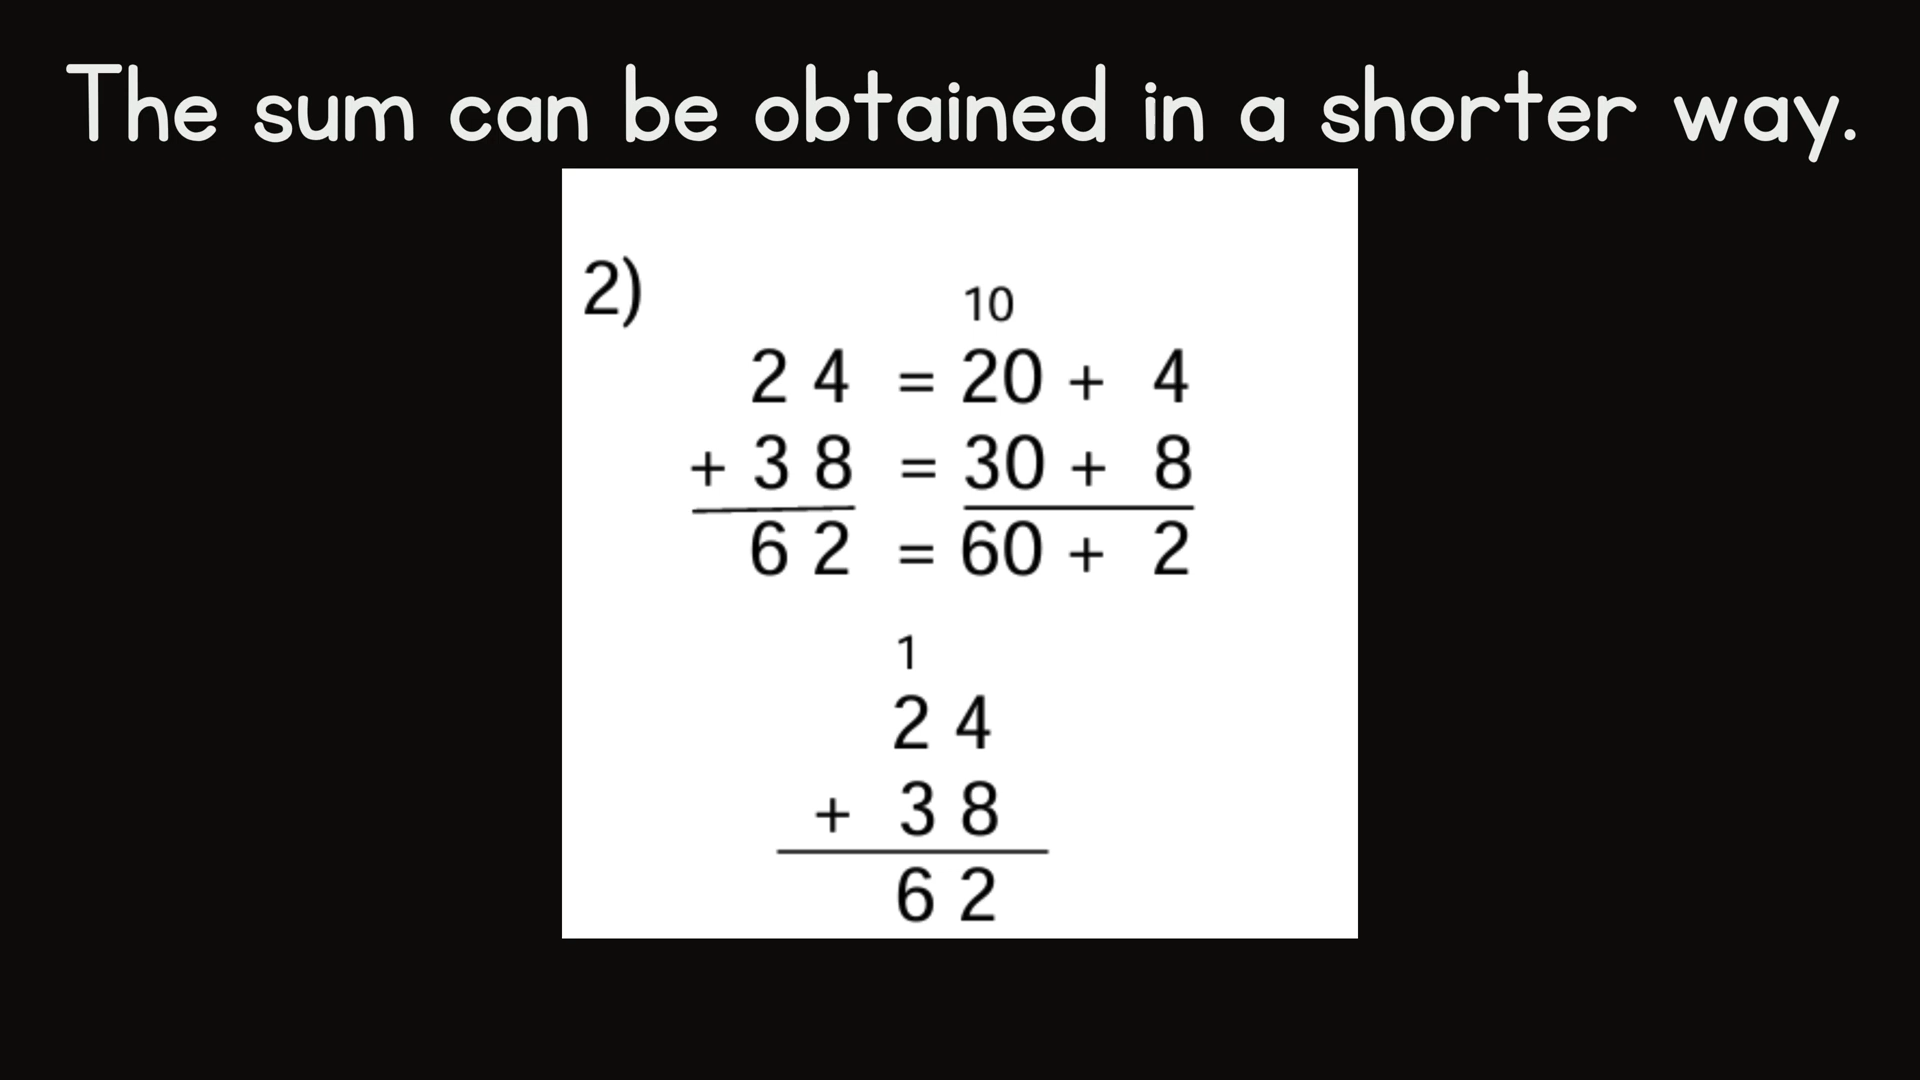 The sum can be obtained in a shorter way.
2)
10
2 4 = 20 + 4
+ 3 8 = 30 + 8
6 2 = 60 + 2
1
2 4
+ 3 8
6 2